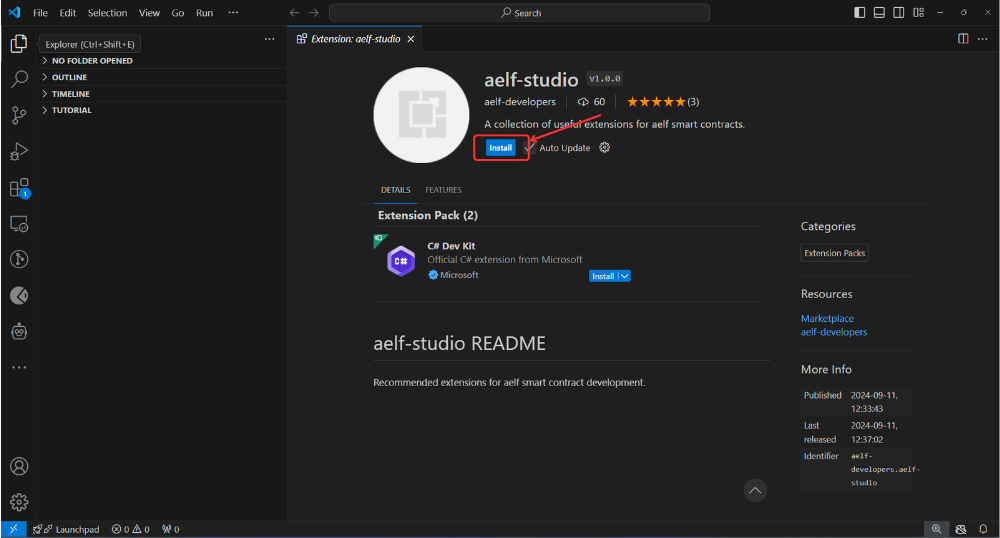 File Edit Selection View Go Run ··· Search
Explorer (Ctrl+Shift+E)
Extension: aelf-studio
NO FOLDER OPENED
OUTLINE
TIMELINE
TUTORIAL
aelf-studio v1.0.0
aelf-developers 60 ★★★★★(3)
A collection of useful extensions for aelf smart contracts.
Install Auto Update
DETAILS FEATURES
Extension Pack (2)
C# Dev Kit
Official C# extension from Microsoft
Microsoft Install
C#
1
Categories
Extension Packs
Resources
Marketplace
aelf-developers
More Info
Published 2024-09-11,
12:33:43
Last 2024-09-11,
released 12:37:02
Identifier aelf-
developers.aelf-
studio
aelf-studio README
Recommended extensions for aelf smart contract development.
Launchpad 0 0 0